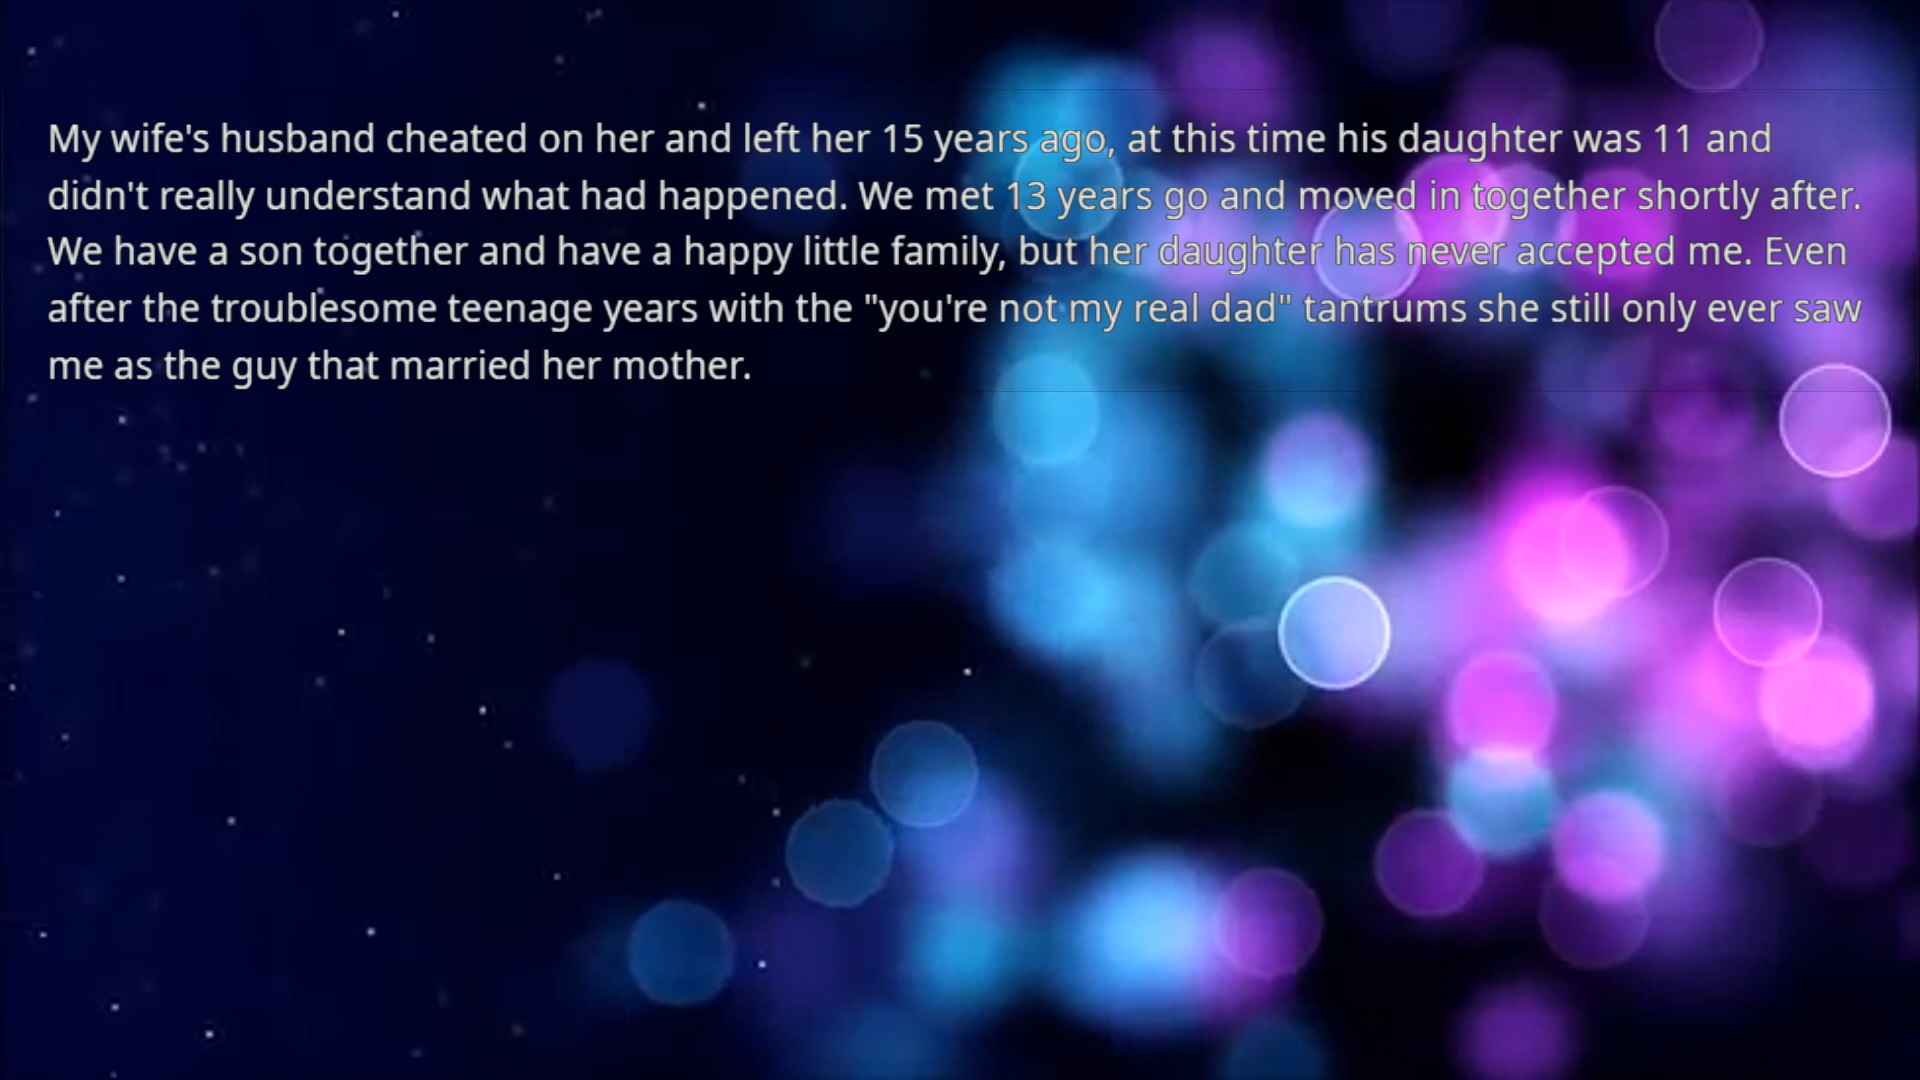 My wife's husband cheated on her and left her 15 years ago, at this time his daughter was 11 and
didn't really understand what had happened. We met 13 years go and moved in together shortly after.
We have a son together and have a happy little family, but her daughter has never accepted me. Even
after the troublesome teenage years with the "you're not my real dad" tantrums she still only ever saw
me as the guy that married her mother.